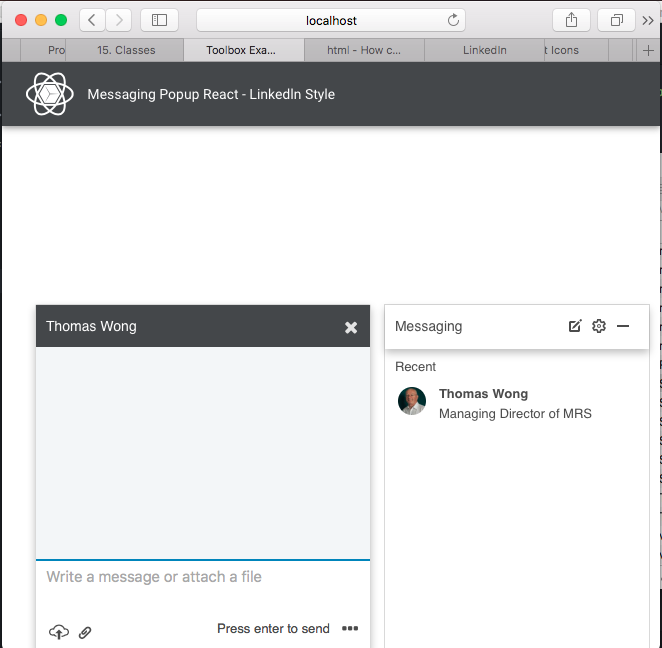 localhost
Pro
15. Classes
Toolbox Exa...
html - How c...
LinkedIn
t Icons
Messaging Popup React - LinkedIn Style
Thomas Wong
Messaging
Recent
Thomas Wong
Managing Director of MRS
Write a message or attach a file
Press enter to send